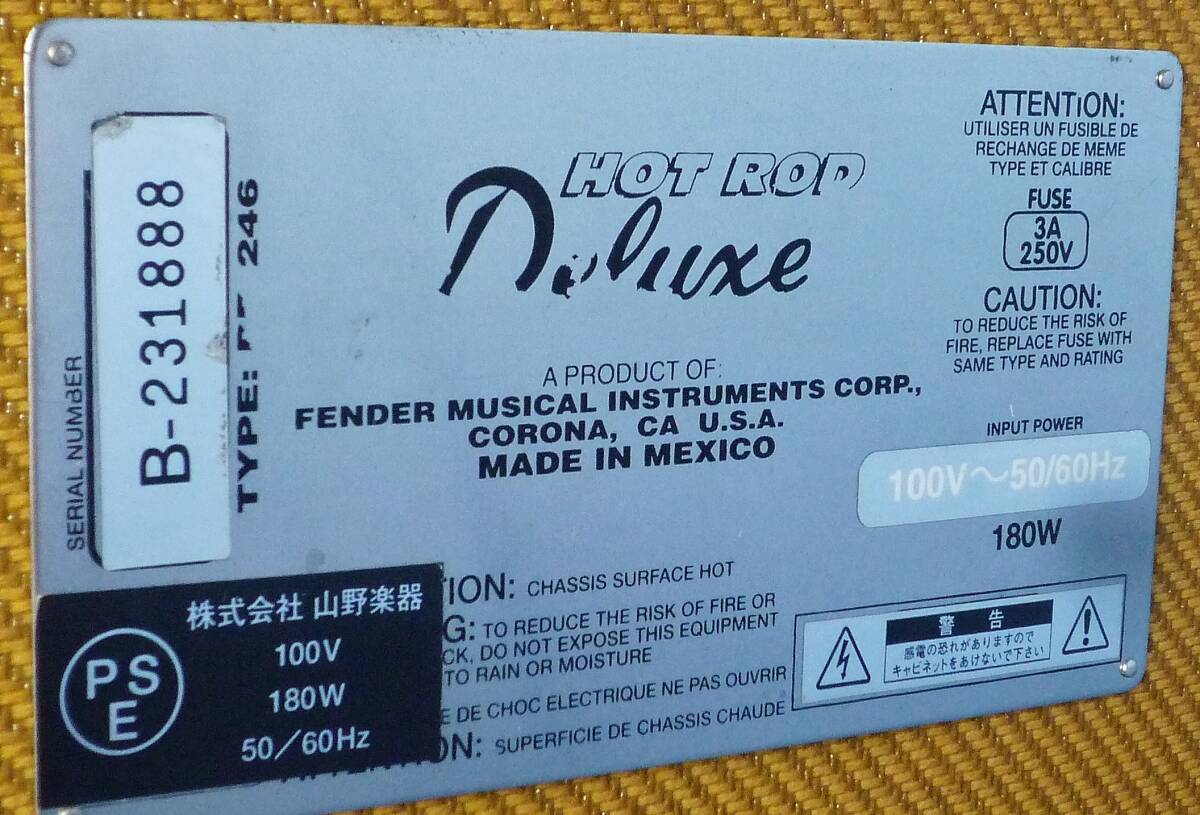 SERIAL NUMBER
B-231888
TYPE: 246
HOT ROD
Deluxe
A PRODUCT OF:
FENDER MUSICAL INSTRUMENTS CORP.,
CORONA, CA U.S.A.
MADE IN MEXICO
ATTENTION:
UTILISER UN FUSIBLE DE
RECHANGE DE MEME
TYPE ET CALIBRE
FUSE
3A
250V
CAUTION:
TO REDUCE THE RISK OF
FIRE, REPLACE FUSE WITH
SAME TYPE AND RATING
INPUT POWER
100V～50/60Hz
180W
株式会社 山野楽器
PSE
100V
180W
50/60Hz
TION: CHASSIS SURFACE HOT
G: TO REDUCE THE RISK OF FIRE OR
CK, DO NOT EXPOSE THIS EQUIPMENT
TO RAIN OR MOISTURE
E DE CHOC ELECTRIQUE NE PAS OUVRIR
ON: SUPERFICIE DE CHASSIS CHAUDE
警 告
感電の恐れがありますので
キャビネットをあけないで下さい